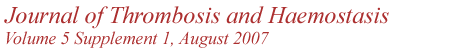 Journal of Thrombosis and Haemostasis
Volume 5 Supplement 1, August 2007